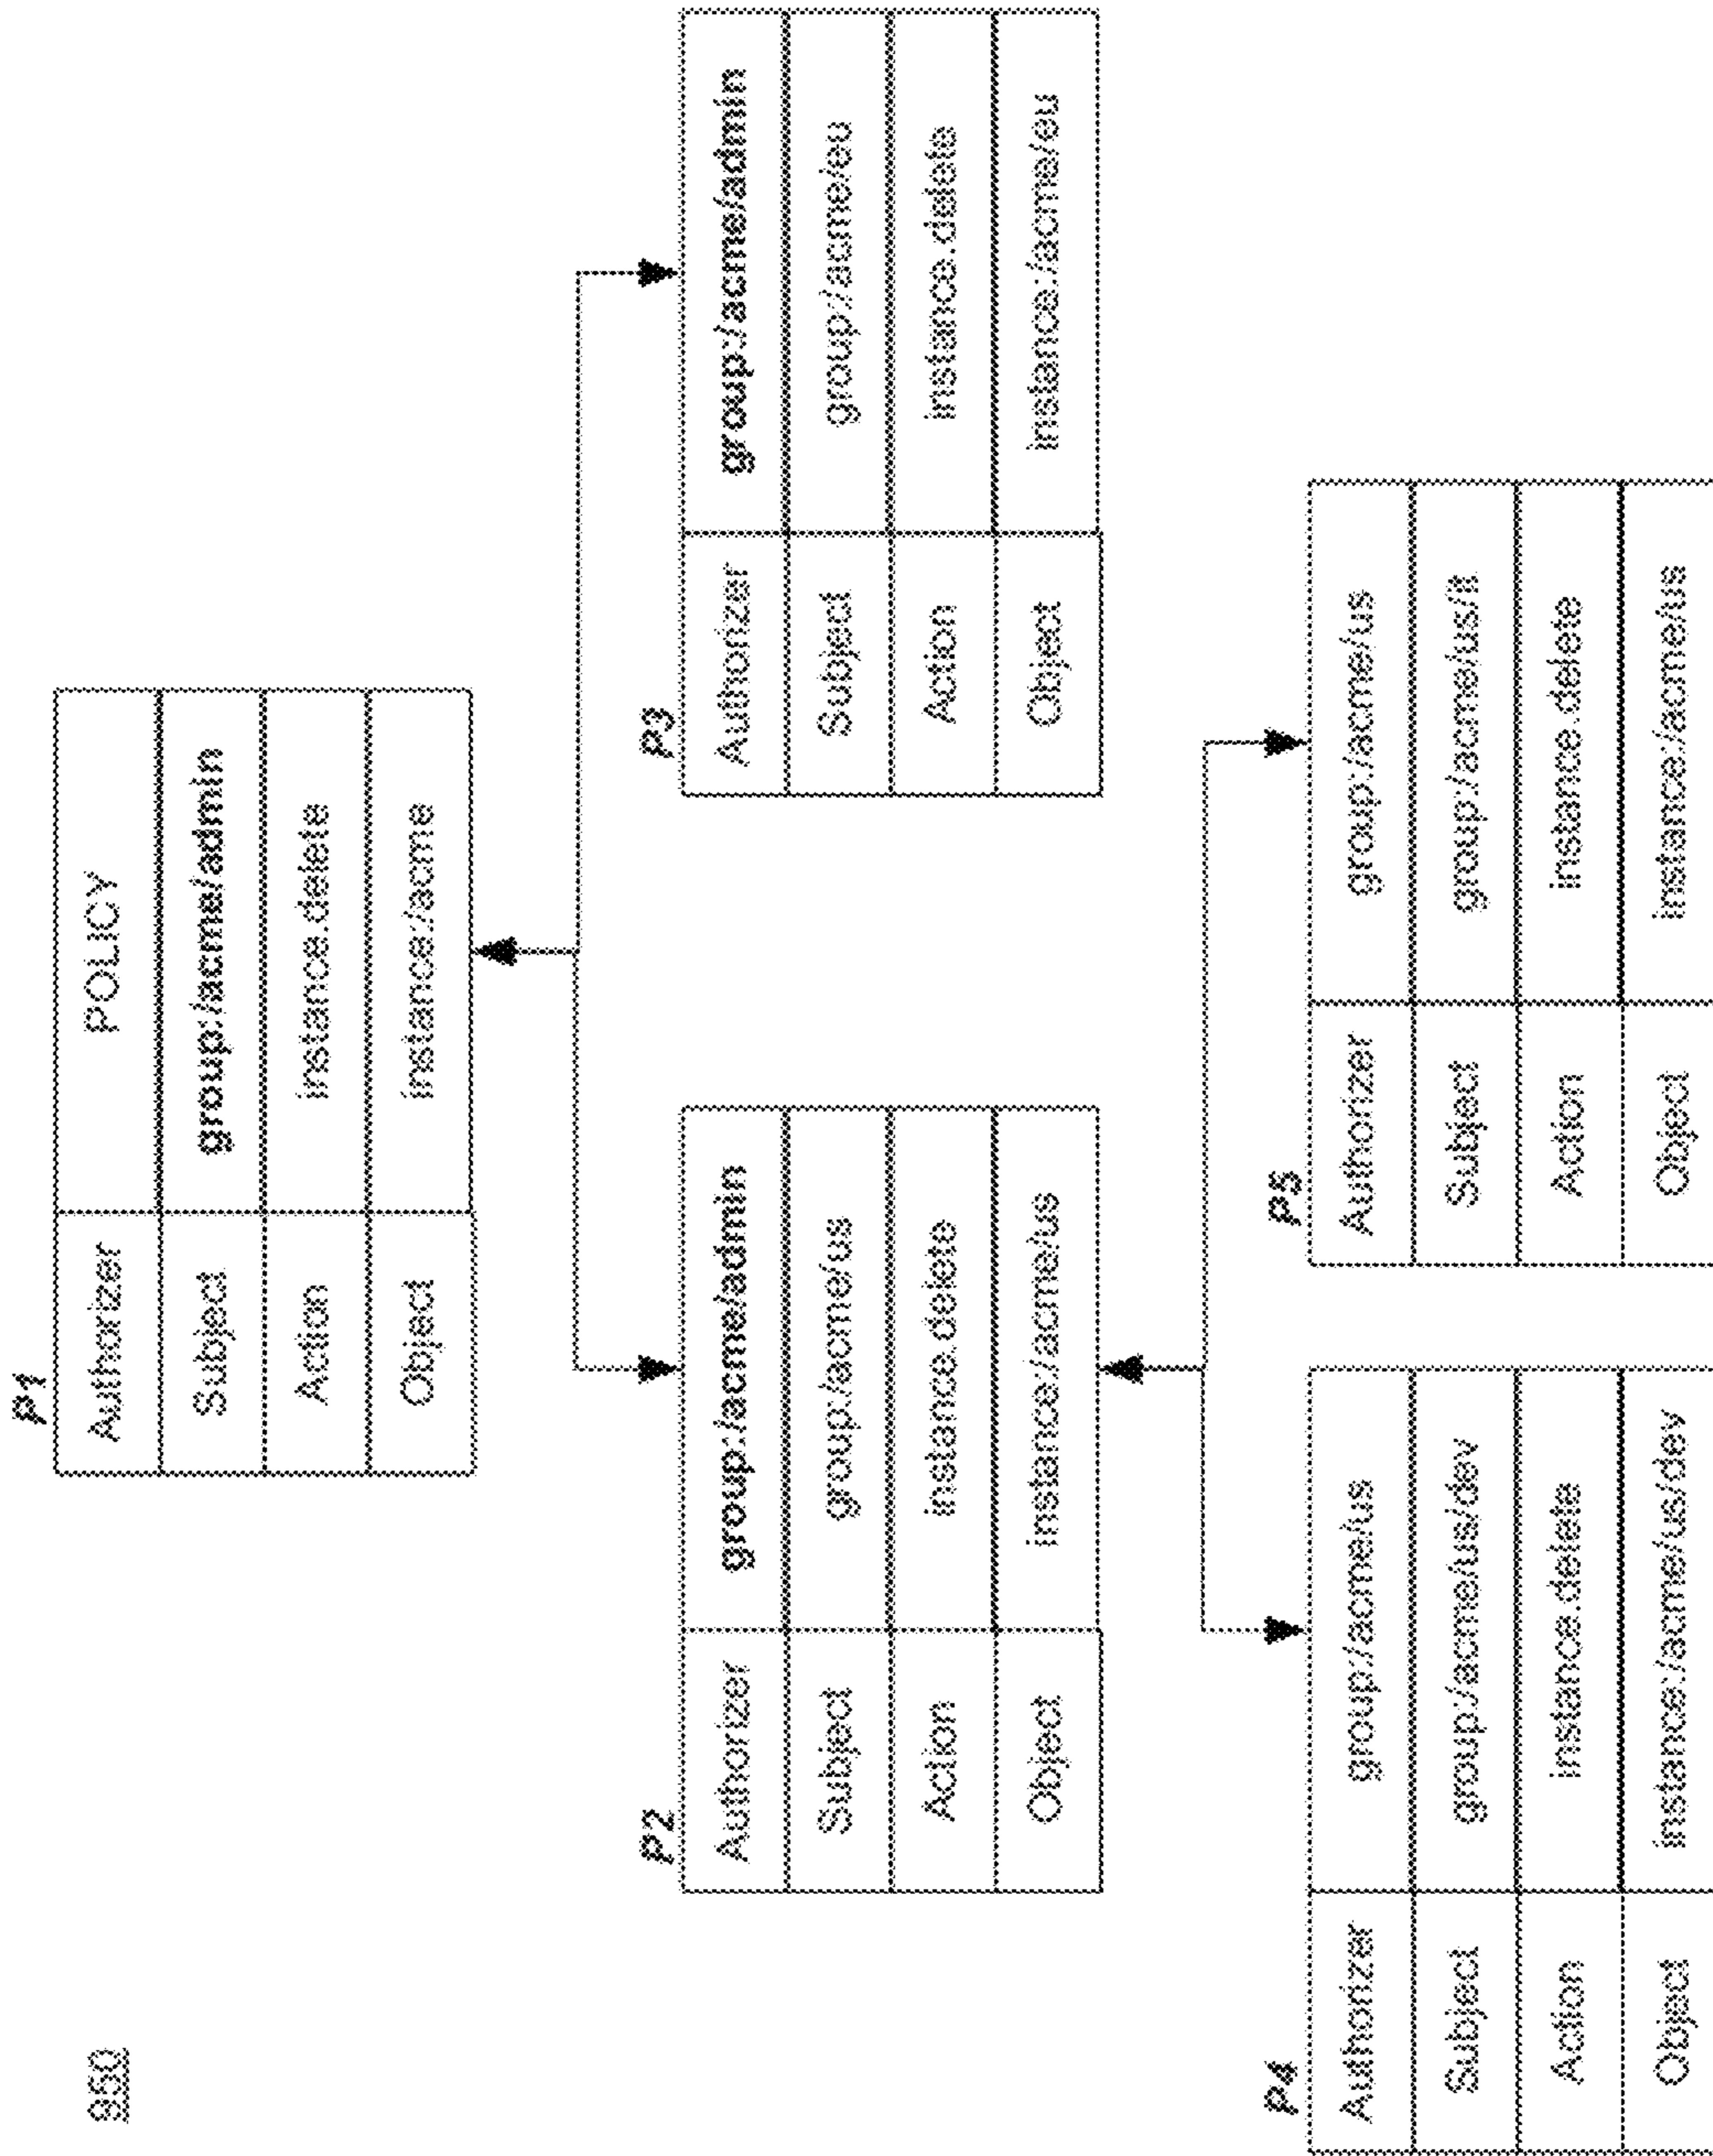 950
P1
Authorizer POLICY
Subject group:/acme/admin
Action instance.delete
Object instance:/acme
P2
Authorizer group:/acme/admin
Subject group:/acme/us
Action instance.delete
Object instance:/acme/us
P3
Authorizer group:/acme/admin
Subject group:/acme/eu
Action instance.delete
Object instance:/acme/eu
P4
Authorizer group:/acme/us
Subject group:/acme/us/dev
Action instance.delete
Object instance:/acme/us/dev
P5
Authorizer group:/acme/us
Subject group:/acme/us/it
Action instance.delete
Object instance:/acme/us